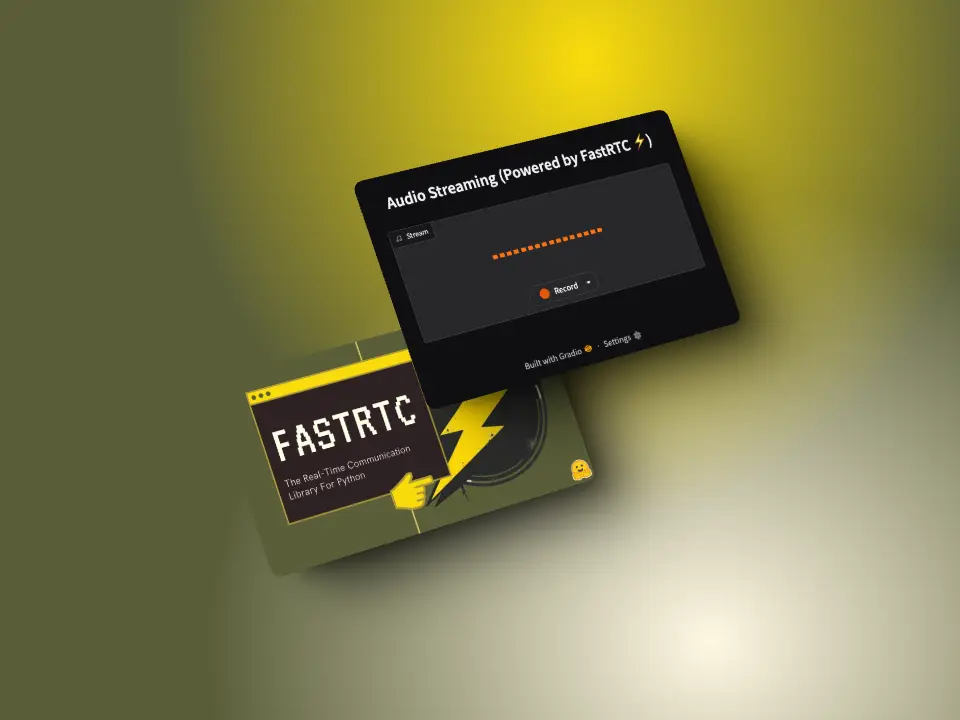 Audio Streaming (Powered by FastRTC ⚡)
Stream
Record
Built with Gradio · Settings
FASTRTC
The Real-Time Communication
Library For Python